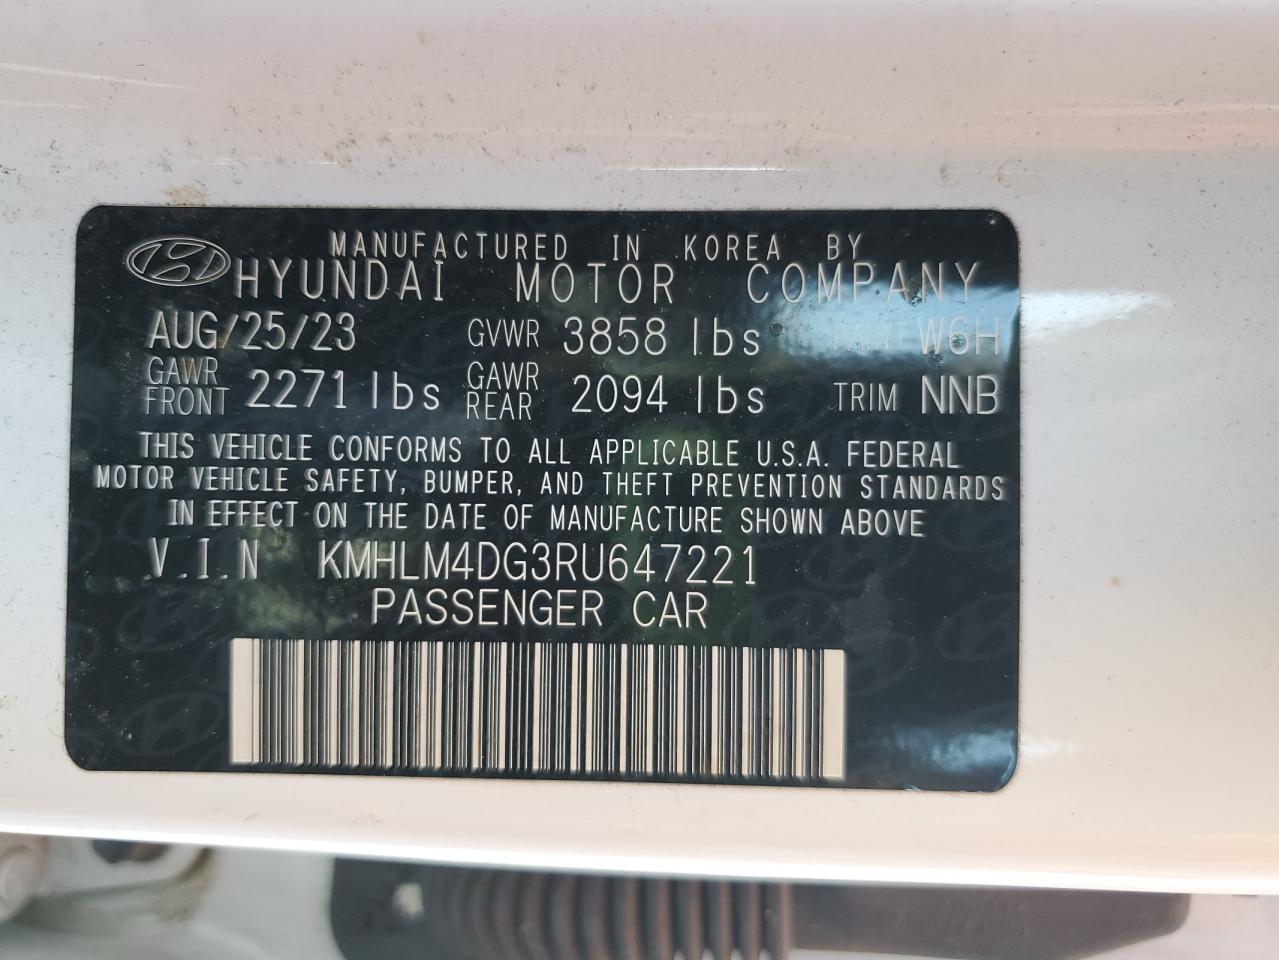 MANUFACTURED IN KOREA BY
HYUNDAI MOTOR COMPANY
AUG/25/23 GVWR 3858 lbs PAINT W6H
GAWR FRONT 2271 lbs GAWR REAR 2094 lbs TRIM NNB
THIS VEHICLE CONFORMS TO ALL APPLICABLE U.S.A. FEDERAL
MOTOR VEHICLE SAFETY, BUMPER, AND THEFT PREVENTION STANDARDS
IN EFFECT ON THE DATE OF MANUFACTURE SHOWN ABOVE
V.I.N KMHLM4DG3RU647221
PASSENGER CAR